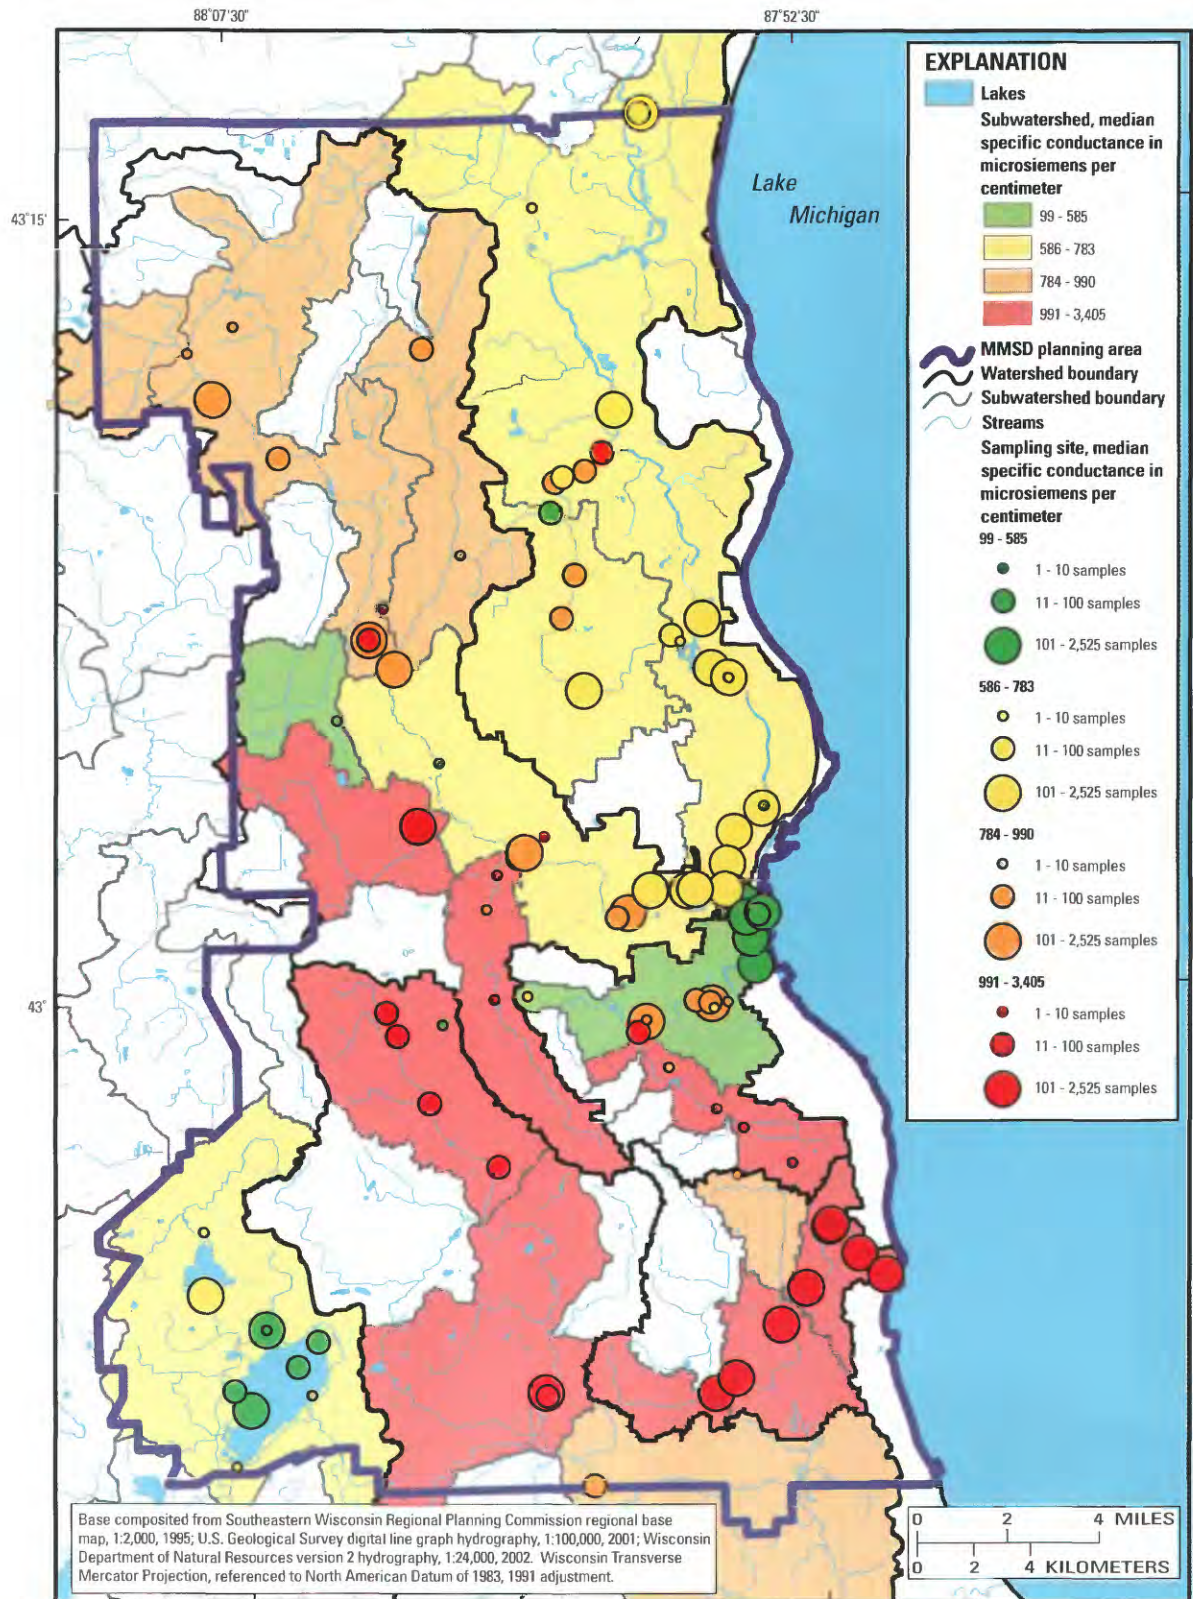 88°07'30"
87°52'30"
43°15'
43°
Lake
Michigan
EXPLANATION
Lakes
Subwatershed, median
specific conductance in
microsiemens per
centimeter
99 - 585
586 - 783
784 - 990
991 - 3,405
MMSD planning area
Watershed boundary
Subwatershed boundary
Streams
Sampling site, median
specific conductance in
microsiemens per
centimeter
99 - 585
1 - 10 samples
11 - 100 samples
101 - 2,525 samples
586 - 783
1 - 10 samples
11 - 100 samples
101 - 2,525 samples
784 - 990
1 - 10 samples
11 - 100 samples
101 - 2,525 samples
991 - 3,405
1 - 10 samples
11 - 100 samples
101 - 2,525 samples
Base composited from Southeastern Wisconsin Regional Planning Commission regional base
map, 1:2,000, 1995; U.S. Geological Survey digital line graph hydrography, 1:100,000, 2001; Wisconsin
Department of Natural Resources version 2 hydrography, 1:24,000, 2002. Wisconsin Transverse
Mercator Projection, referenced to North American Datum of 1983, 1991 adjustment.
0 2 4 MILES
0 2 4 KILOMETERS